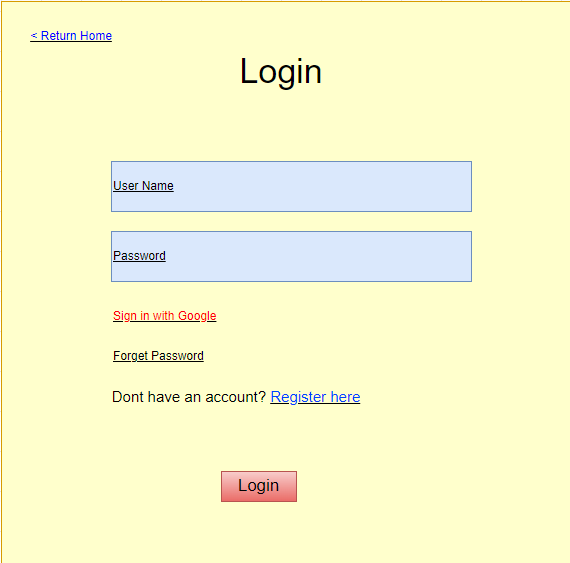 < Return Home
Login
User Name
Password
Sign in with Google
Forget Password
Dont have an account? Register here
Login